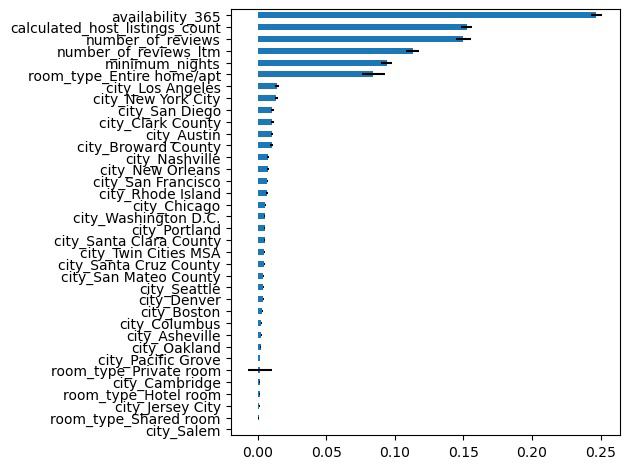 availability_365
calculated_host_listings_count
number_of_reviews
number_of_reviews_ltm
minimum_nights
room_type_Entire home/apt
city_Los Angeles
city_New York City
city_San Diego
city_Clark County
city_Austin
city_Broward County
city_Nashville
city_New Orleans
city_San Francisco
city_Rhode Island
city_Chicago
city_Washington D.C.
city_Portland
city_Santa Clara County
city_Twin Cities MSA
city_Santa Cruz County
city_San Mateo County
city_Seattle
city_Denver
city_Boston
city_Columbus
city_Asheville
city_Oakland
city_Pacific Grove
room_type_Private room
city_Cambridge
room_type_Hotel room
city_Jersey City
room_type_Shared room
city_Salem
0.00 0.05 0.10 0.15 0.20 0.25